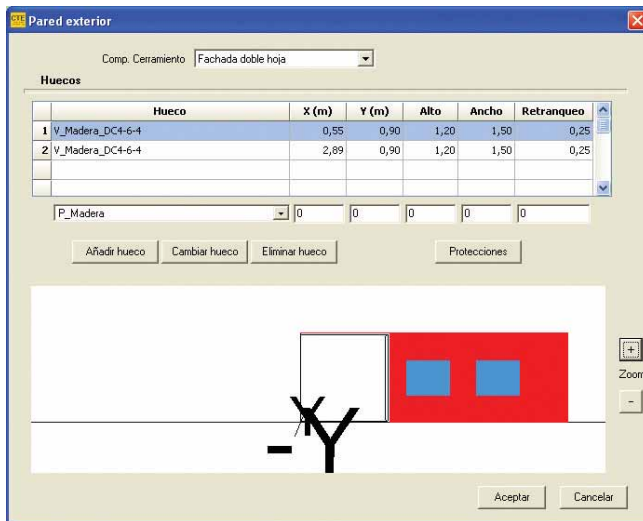 CTE Pared exterior
Comp. Cerramiento Fachada doble hoja
Huecos
Hueco X (m) Y (m) Alto Ancho Retranqueo
1 V_Madera_DC4-6-4 0,55 0,90 1,20 1,50 0,25
2 V_Madera_DC4-6-4 2,89 0,90 1,20 1,50 0,25
P_Madera 0 0 0 0 0
Añadir hueco Cambiar hueco Eliminar hueco Protecciones
+
Zoom
-
Y
-Y
Aceptar Cancelar